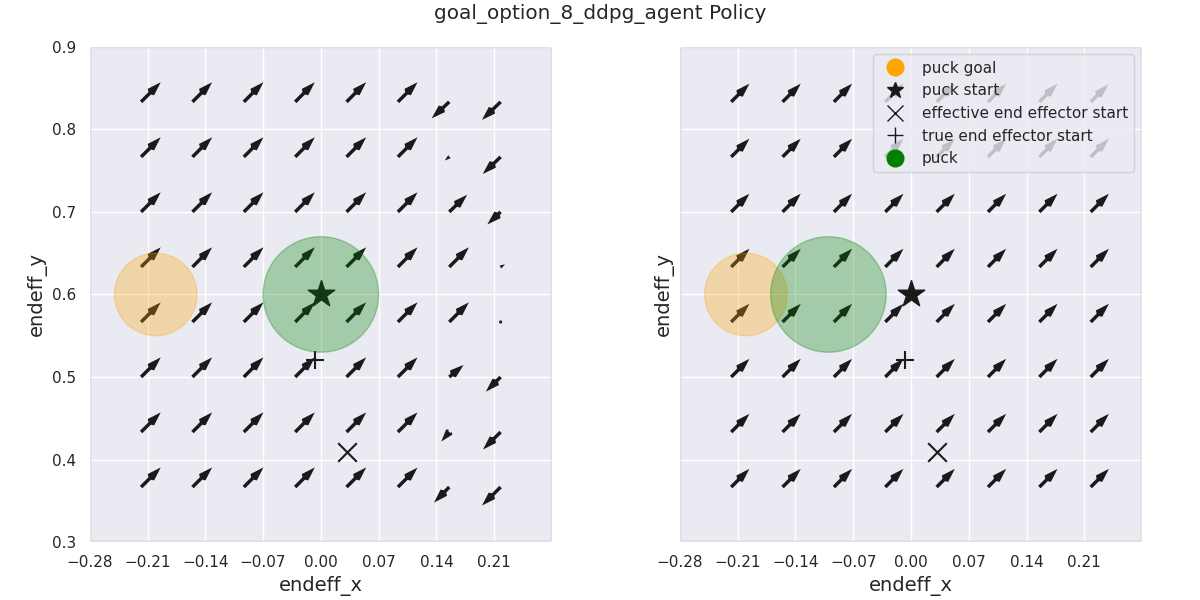 goal_option_8_ddpg_agent Policy
0.9
0.8
0.7
0.6
0.5
0.4
0.3
endeff_y
−0.28 −0.21 −0.14 −0.07 0.00 0.07 0.14 0.21
endeff_x
puck goal
puck start
effective end effector start
true end effector start
puck
endeff_y
−0.28 −0.21 −0.14 −0.07 0.00 0.07 0.14 0.21
endeff_x